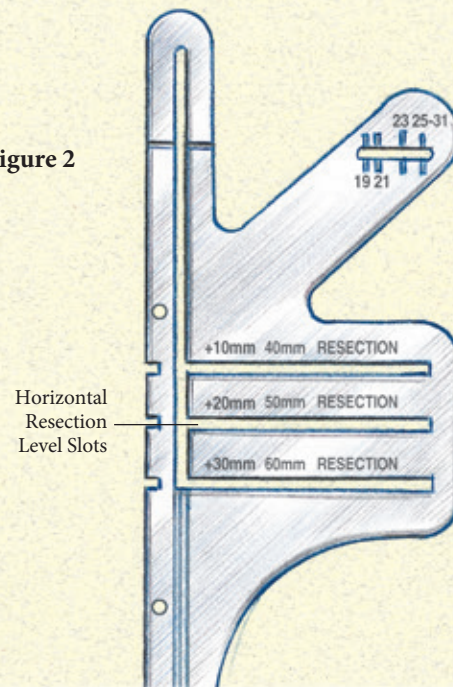 23 25-31
igure 2
19 21
+10mm 40mm RESECTION
Horizontal
Resection
Level Slots
+20mm 50mm RESECTION
+30mm 60mm RESECTION